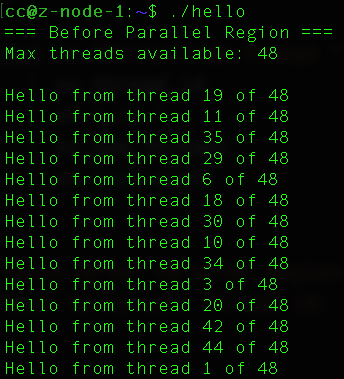 cc@z-node-1:~$ ./hello
=== Before Parallel Region ===
Max threads available: 48
Hello from thread 19 of 48
Hello from thread 11 of 48
Hello from thread 35 of 48
Hello from thread 29 of 48
Hello from thread 6 of 48
Hello from thread 18 of 48
Hello from thread 30 of 48
Hello from thread 10 of 48
Hello from thread 34 of 48
Hello from thread 3 of 48
Hello from thread 20 of 48
Hello from thread 42 of 48
Hello from thread 44 of 48
Hello from thread 1 of 48